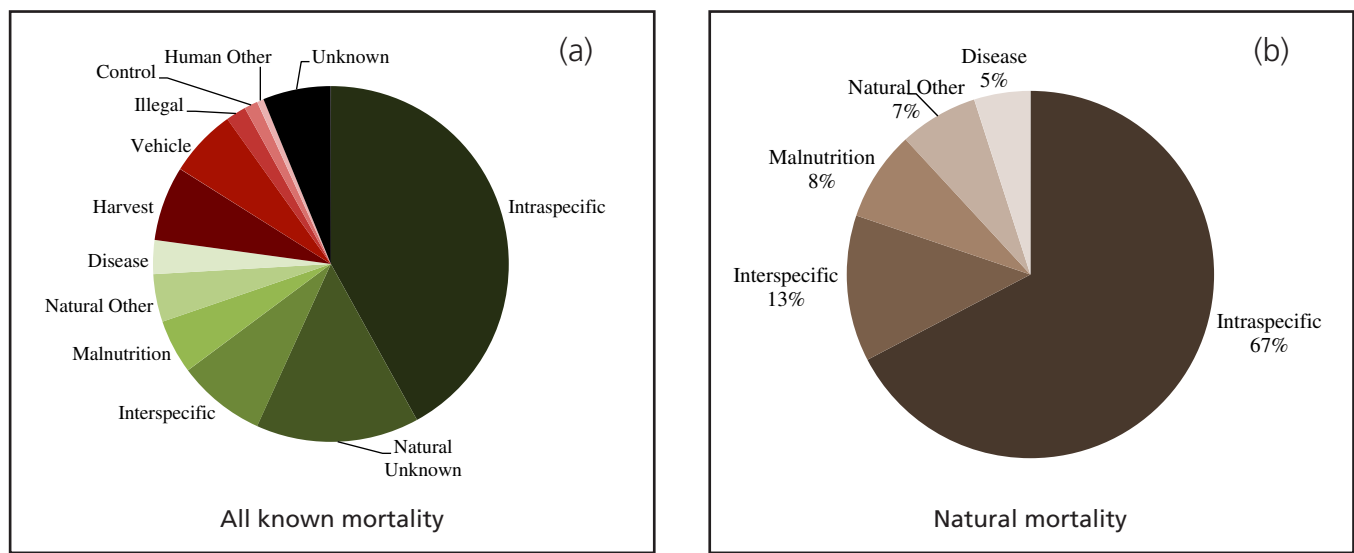 (a)
Human Other
Unknown
Control
Illegal
Vehicle
Harvest
Disease
Natural Other
Malnutrition
Interspecific
Natural
Unknown
Intraspecific
All known mortality
(b)
Disease
5%
Natural Other
7%
Malnutrition
8%
Interspecific
13%
Intraspecific
67%
Natural mortality